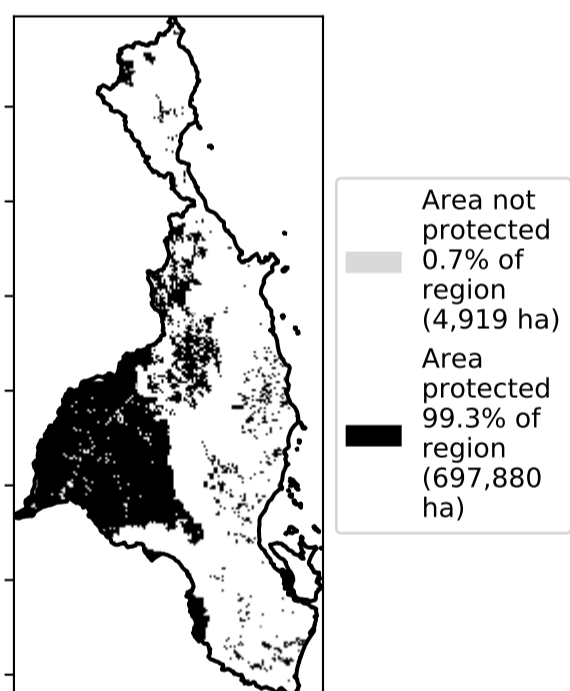 Area not
protected
0.7% of
region
(4,919 ha)
Area
protected
99.3% of
region
(697,880
ha)